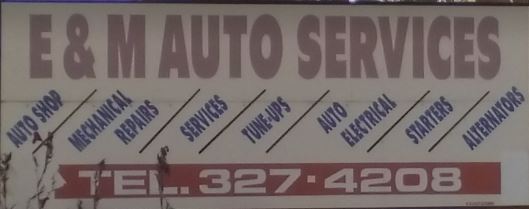 E & M AUTO SERVICES
AUTO SHOP
MECHANICAL
REPAIRS
SERVICES
TUNE-UPS
AUTO
ELECTRICAL
STARTERS
ALTERNATORS
TEL. 327·4208